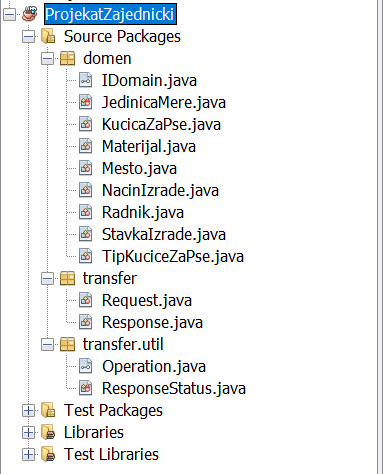 ProjekatZajednicki
Source Packages
domen
IDomain.java
JedinicaMere.java
KucicaZaPse.java
Materijal.java
Mesto.java
NacinIzrade.java
Radnik.java
StavkaIzrade.java
TipKuciceZaPse.java
transfer
Request.java
Response.java
transfer.util
Operation.java
ResponseStatus.java
Test Packages
Libraries
Test Libraries